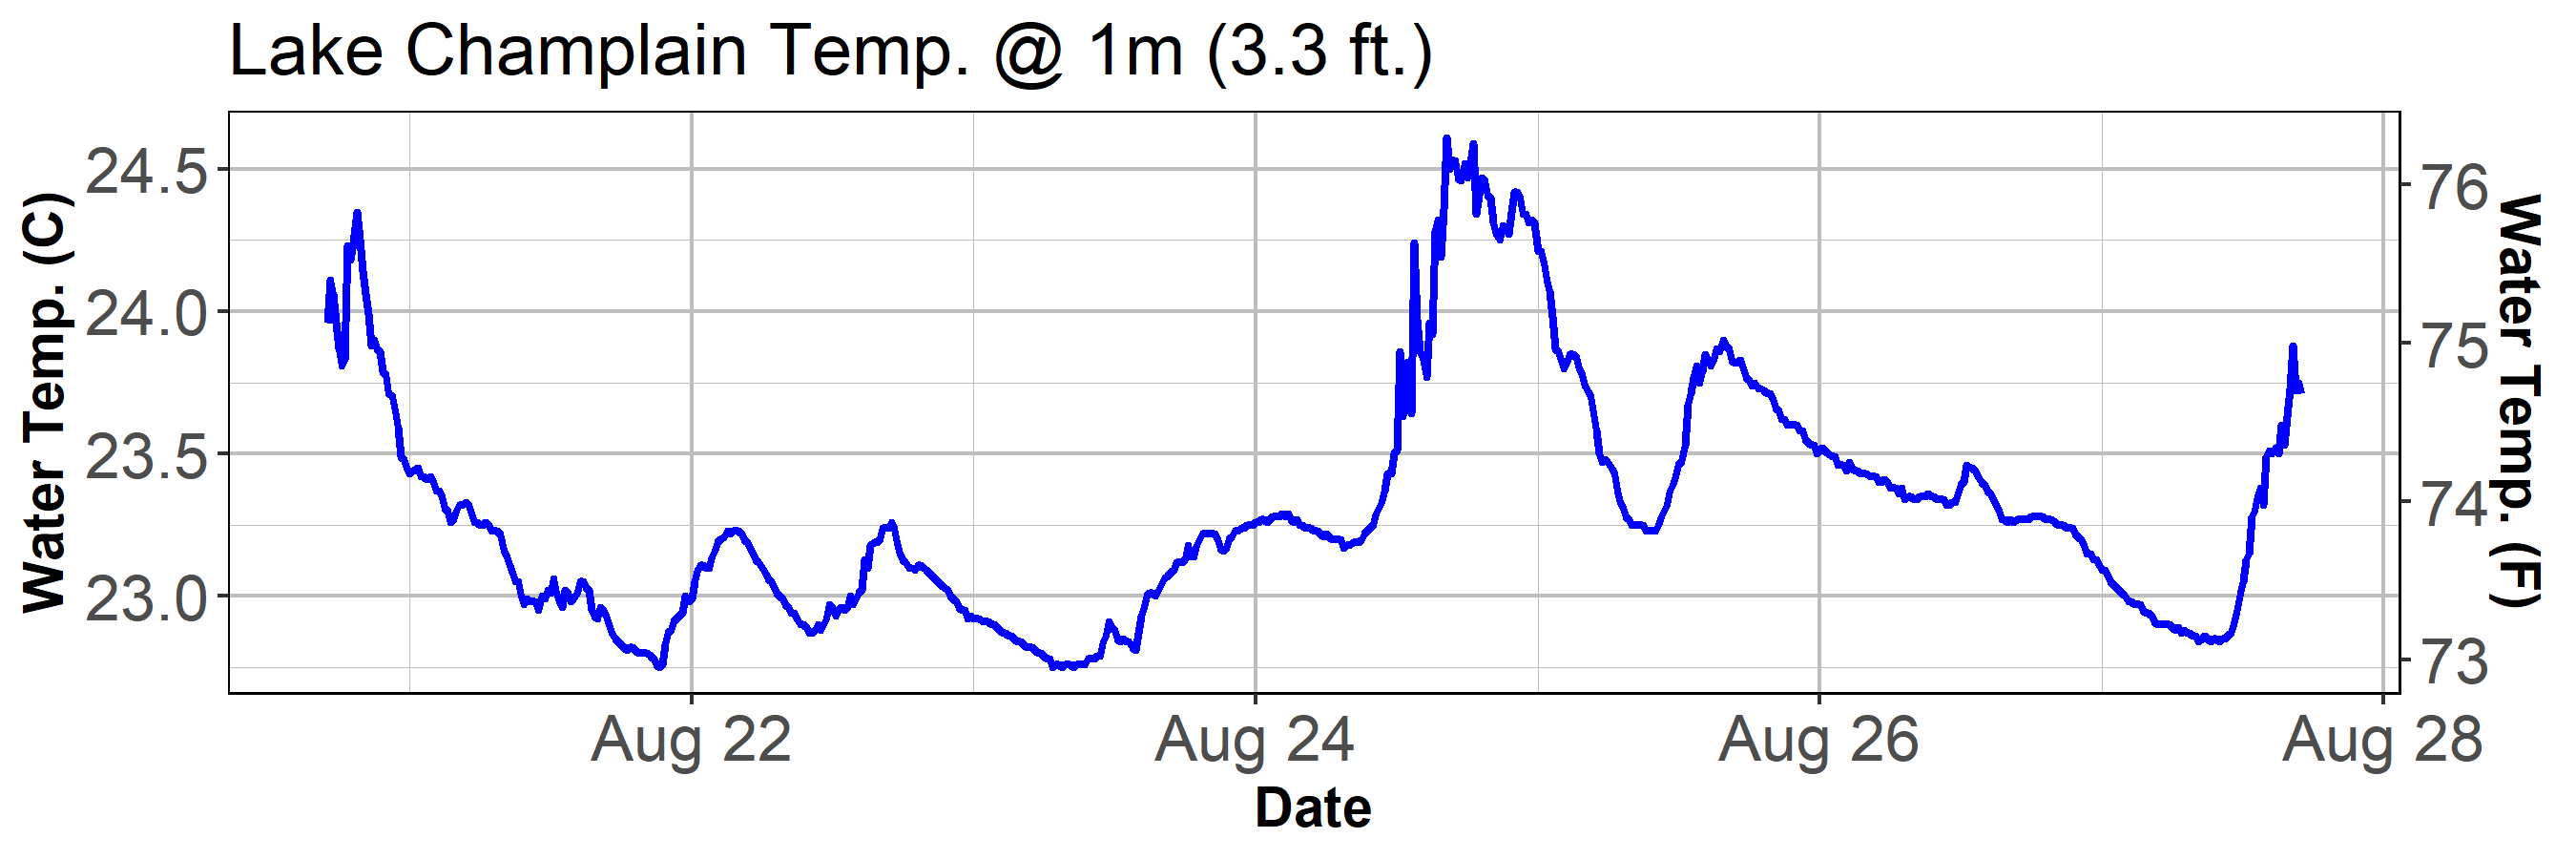 Lake Champlain Temp. @ 1m (3.3 ft.)
Water Temp. (C)
24.5
24.0
23.5
23.0
76
75
74
73
Water Temp. (F)
Aug 22 Aug 24 Aug 26 Aug 28
Date